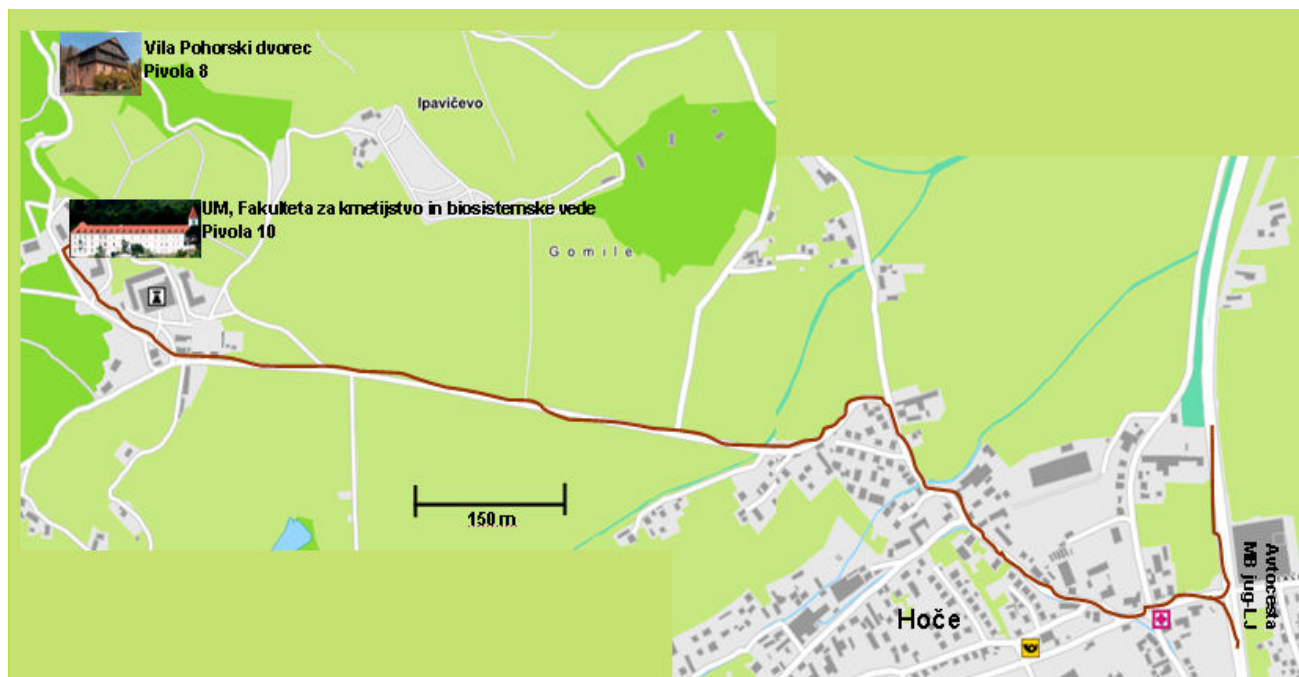 Vila Pohorski dvorec
Pivola 8
Ipavičevo
UM, Fakulteta za kmetijstvo in biosistemske vede
Pivola 10
Gomile
150 m
Hoče
Avtocesta
MB jug-LJ